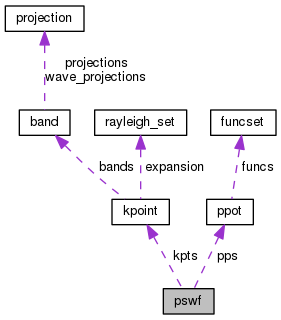 projection
projections
wave_projections
band
rayleigh_set
funcset
bands
expansion
funcs
kpoint
ppot
kpts
pps
pswf